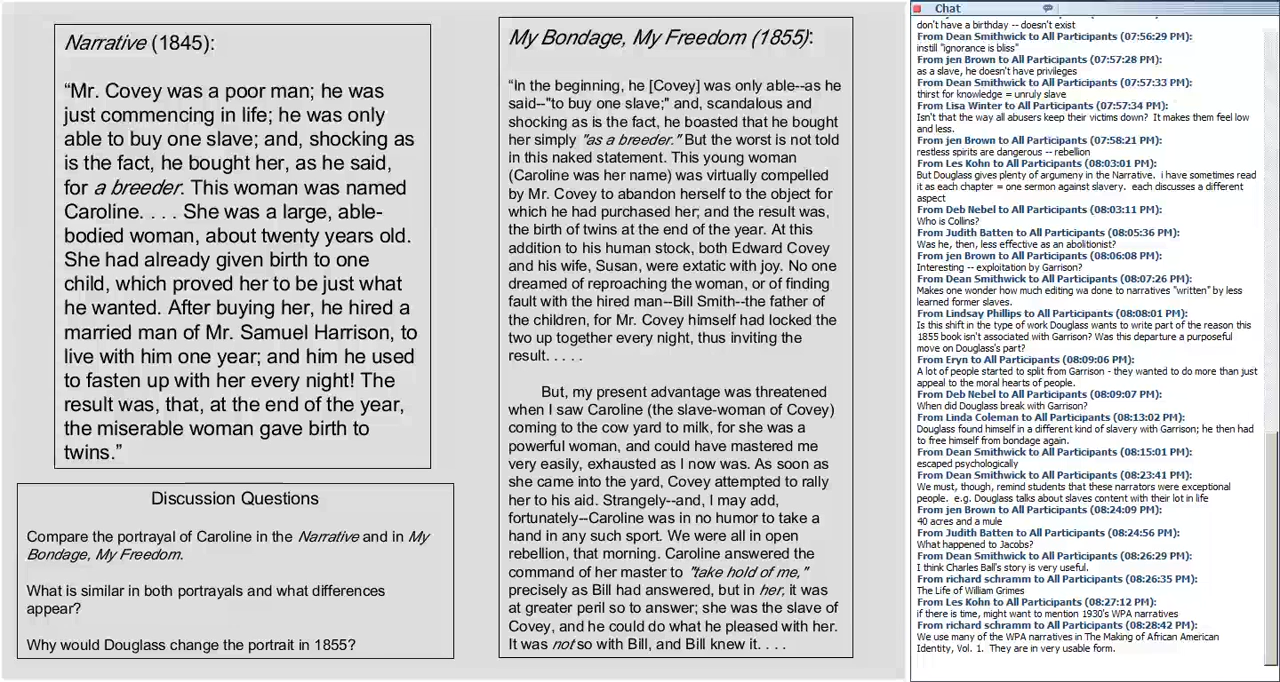 Narrative (1845):
"Mr. Covey was a poor man; he was
just commencing in life; he was only
able to buy one slave; and, shocking as
is the fact, he bought her, as he said,
for a breeder. This woman was named
Caroline. . . . She was a large, able-
bodied woman, about twenty years old.
She had already given birth to one
child, which proved her to be just what
he wanted. After buying her, he hired a
married man of Mr. Samuel Harrison, to
live with him one year; and him he used
to fasten up with her every night! The
result was, that, at the end of the year,
the miserable woman gave birth to
twins."
Discussion Questions
Compare the portrayal of Caroline in the Narrative and in My
Bondage, My Freedom.
What is similar in both portrayals and what differences
appear?
Why would Douglass change the portrait in 1855?
My Bondage, My Freedom (1855):
"In the beginning, he [Covey] was only able--as he
said--"to buy one slave;" and, scandalous and
shocking as is the fact, he boasted that he bought
her simply "as a breeder." But the worst is not told
in this naked statement. This young woman
(Caroline was her name) was virtually compelled
by Mr. Covey to abandon herself to the object for
which he had purchased her; and the result was,
the birth of twins at the end of the year. At this
addition to his human stock, both Edward Covey
and his wife, Susan, were extatic with joy. No one
dreamed of reproaching the woman, or of finding
fault with the hired man--Bill Smith--the father of
the children, for Mr. Covey himself had locked the
two up together every night, thus inviting the
result. . . . .
But, my present advantage was threatened
when I saw Caroline (the slave-woman of Covey)
coming to the cow yard to milk, for she was a
powerful woman, and could have mastered me
very easily, exhausted as I now was. As soon as
she came into the yard, Covey attempted to rally
her to his aid. Strangely--and, I may add,
fortunately--Caroline was in no humor to take a
hand in any such sport. We were all in open
rebellion, that morning. Caroline answered the
command of her master to "take hold of me,"
precisely as Bill had answered, but in her, it was
at greater peril so to answer; she was the slave of
Covey, and he could do what he pleased with her.
It was not so with Bill, and Bill knew it. . . .
Chat
don't have a birthday -- doesn't exist
From Dean Smithwick to All Participants (07:56:29 PM):
instill "ignorance is bliss"
From jen Brown to All Participants (07:57:28 PM):
as a slave, he doesn't have privileges
From Dean Smithwick to All Participants (07:57:33 PM):
thirst for knowledge = unruly slave
From Lisa Winter to All Participants (07:57:34 PM):
Isn't that the way all abusers keep their victims down? It makes them feel low
and less.
From jen Brown to All Participants (07:58:21 PM):
restless spirits are dangerous -- rebellion
From Les Kohn to All Participants (08:03:01 PM):
But Douglass gives plenty of argumeny in the Narrative. i have sometimes read
it as each chapter = one sermon against slavery. each discusses a different
aspect
From Deb Nebel to All Participants (08:03:11 PM):
Who is Collins?
From Judith Batten to All Participants (08:05:36 PM):
Was he, then, less effective as an abolitionist?
From jen Brown to All Participants (08:06:08 PM):
Interesting -- exploitation by Garrison?
From Dean Smithwick to All Participants (08:07:26 PM):
Makes one wonder how much editing wa done to narratives "written" by less
learned former slaves.
From Lindsay Phillips to All Participants (08:08:01 PM):
Is this shift in the type of work Douglass wants to write part of the reason this
1855 book isn't associated with Garrison? Was this departure a purposeful
move on Douglass's part?
From Eryn to All Participants (08:09:06 PM):
A lot of people started to split from Garrison - they wanted to do more than just
appeal to the moral hearts of people.
From Deb Nebel to All Participants (08:09:07 PM):
When did Douglass break with Garrison?
From Linda Coleman to All Participants (08:13:02 PM):
Douglass found himself in a different kind of slavery with Garrison; he then had
to free himself from bondage again.
From Dean Smithwick to All Participants (08:15:01 PM):
escaped psychologically
From Dean Smithwick to All Participants (08:23:41 PM):
We must, though, remind students that these narrators were exceptional
people. e.g. Douglass talks about slaves content with their lot in life
From jen Brown to All Participants (08:24:09 PM):
40 acres and a mule
From Judith Batten to All Participants (08:24:56 PM):
What happened to Jacobs?
From Dean Smithwick to All Participants (08:26:29 PM):
I think Charles Ball's story is very useful.
From richard schramm to All Participants (08:26:35 PM):
The Life of William Grimes
From Les Kohn to All Participants (08:27:12 PM):
if there is time, might want to mention 1930's WPA narratives
From richard schramm to All Participants (08:28:42 PM):
We use many of the WPA narratives in The Making of African American
Identity, Vol. 1. They are in very usable form.